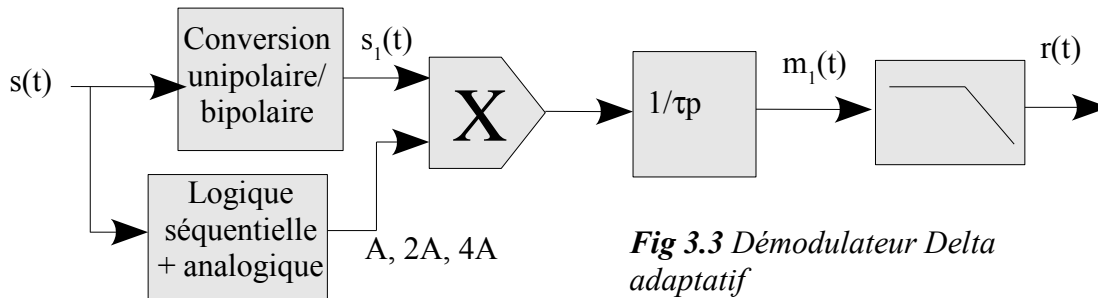 s(t)
Conversion
unipolaire/
bipolaire
s₁(t)
X
1/τp
m₁(t)
r(t)
Logique
séquentielle
+ analogique
A, 2A, 4A
Fig 3.3 Démodulateur Delta
adaptatif